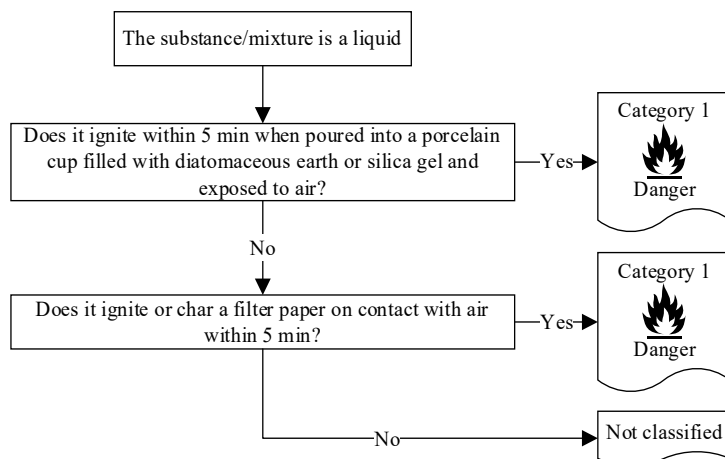 The substance/mixture is a liquid
Does it ignite within 5 min when poured into a porcelain
cup filled with diatomaceous earth or silica gel and
exposed to air?
Yes
Category 1
Danger
No
Does it ignite or char a filter paper on contact with air
within 5 min?
Yes
Category 1
Danger
No
Not classified